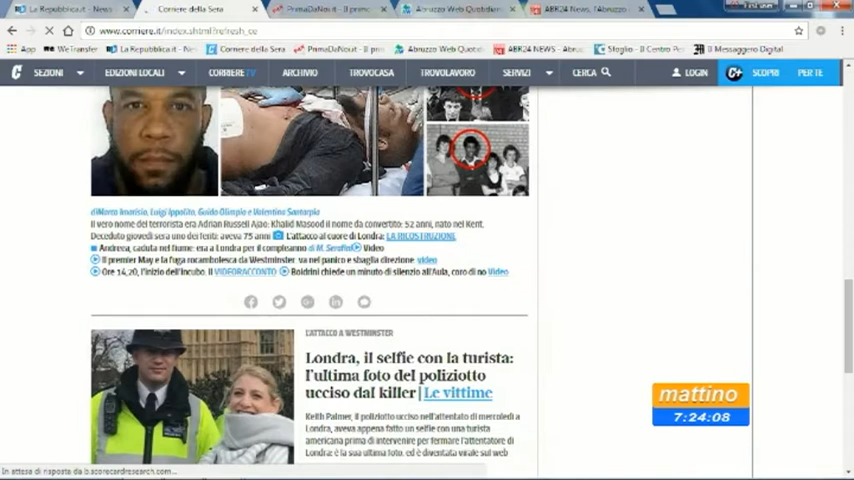 La Repubblica.it - News
Corriere della Sera
PrimaDaNoi.it - Il primo
Abruzzo Web Quotidian
ABR24 News, l'Abruzzo
Test user
www.corriere.it/index.shtml?refresh_ce
App
WeTransfer
La Repubblica.it - New
Corriere della Sera
PrimaDaNoi.it - Il prim
Abruzzo Web Quotid
ABR24 NEWS - Abru
Sfoglio - Il Centro Pe
Il Messaggero Digital
C SEZIONI EDIZIONI LOCALI CORRIERE TV ARCHIVIO TROVOCASA TROVOLAVORO SERVIZI CERCA LOGIN C+ SCOPRI PER TE
di Marco Imarisio, Luigi Ippolito, Guido Olimpio e Valentina Santarpia
Il vero nome del terrorista era Adrian Russell Ajao: Khalid Masood il nome da convertito: 52 anni, nato nel Kent.
Deceduto giovedì sera uno dei feriti: aveva 75 anni L'attacco al cuore di Londra: LA RICOSTRUZIONE
Andreea, caduta nel fiume: era a Londra per il compleanno di M. Serafini Video
Il premier May e la fuga rocambolesca da Westminster: va nel panico e sbaglia direzione: video
Ore 14,20, l'inizio dell'incubo. Il VIDEORACCONTO Boldrini chiede un minuto di silenzio all'Aula, coro di no Video
L'ATTACCO A WESTMINSTER
Londra, il selfie con la turista:
l'ultima foto del poliziotto
ucciso dal killer | Le vittime
Keith Palmer, il poliziotto ucciso nell'attentato di mercoledì a
Londra, aveva appena fatto un selfie con una turista
americana prima di intervenire per fermare l'attentatore di
Londra: è la sua ultima foto, ed è diventata virale sul web
mattino
7:24:08
In attesa di risposta da b.scorecardresearch.com...